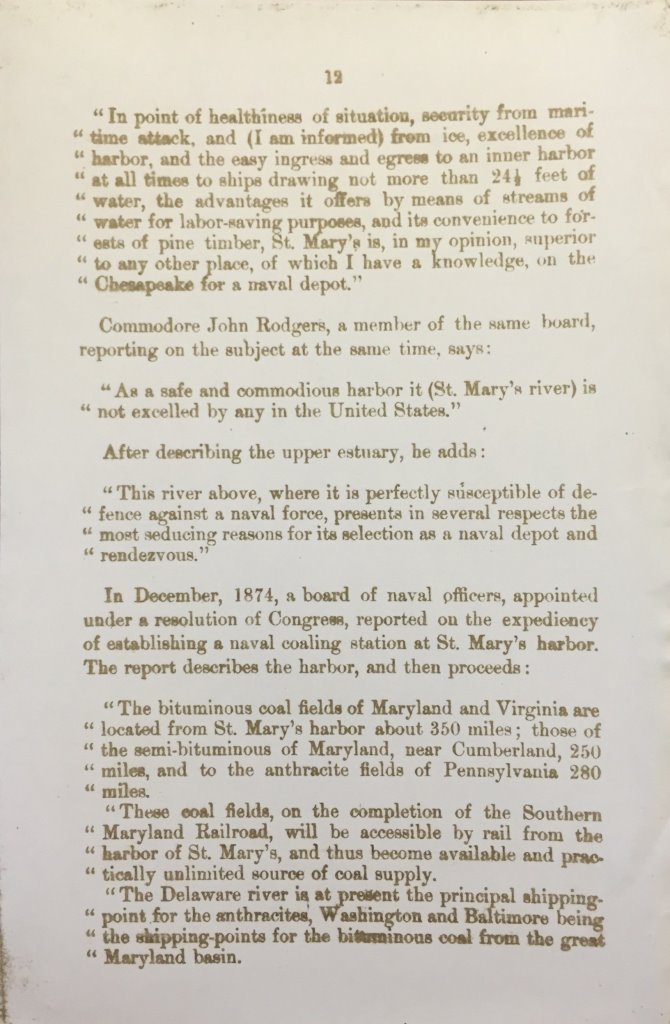 12
“ In point of healthiness of situation, security from mari-
“ time attack, and (I am informed) from ice, excellence of
“ harbor, and the easy ingress and egress to an inner harbor
“ at all times to ships drawing not more than 24½ feet of
“ water, the advantages it offers by means of streams of
“ water for labor-saving purposes, and its convenience to for-
“ ests of pine timber, St. Mary's is, in my opinion, superior
“ to any other place, of which I have a knowledge, on the
“ Chesapeake for a naval depot.”
Commodore John Rodgers, a member of the same board,
reporting on the subject at the same time, says:
“ As a safe and commodious harbor it (St. Mary's river) is
“ not excelled by any in the United States.”
After describing the upper estuary, he adds:
“ This river above, where it is perfectly susceptible of de-
“ fence against a naval force, presents in several respects the
“ most seducing reasons for its selection as a naval depot and
“ rendezvous.”
In December, 1874, a board of naval officers, appointed
under a resolution of Congress, reported on the expediency
of establishing a naval coaling station at St. Mary's harbor.
The report describes the harbor, and then proceeds:
“ The bituminous coal fields of Maryland and Virginia are
“ located from St. Mary's harbor about 350 miles; those of
“ the semi-bituminous of Maryland, near Cumberland, 250
“ miles, and to the anthracite fields of Pennsylvania 280
“ miles.
“ These coal fields, on the completion of the Southern
“ Maryland Railroad, will be accessible by rail from the
“ harbor of St. Mary's, and thus become available and prac-
“ tically unlimited source of coal supply.
“ The Delaware river is at present the principal shipping-
“ point for the anthracites, Washington and Baltimore being
“ the shipping-points for the bituminous coal from the great
“ Maryland basin.